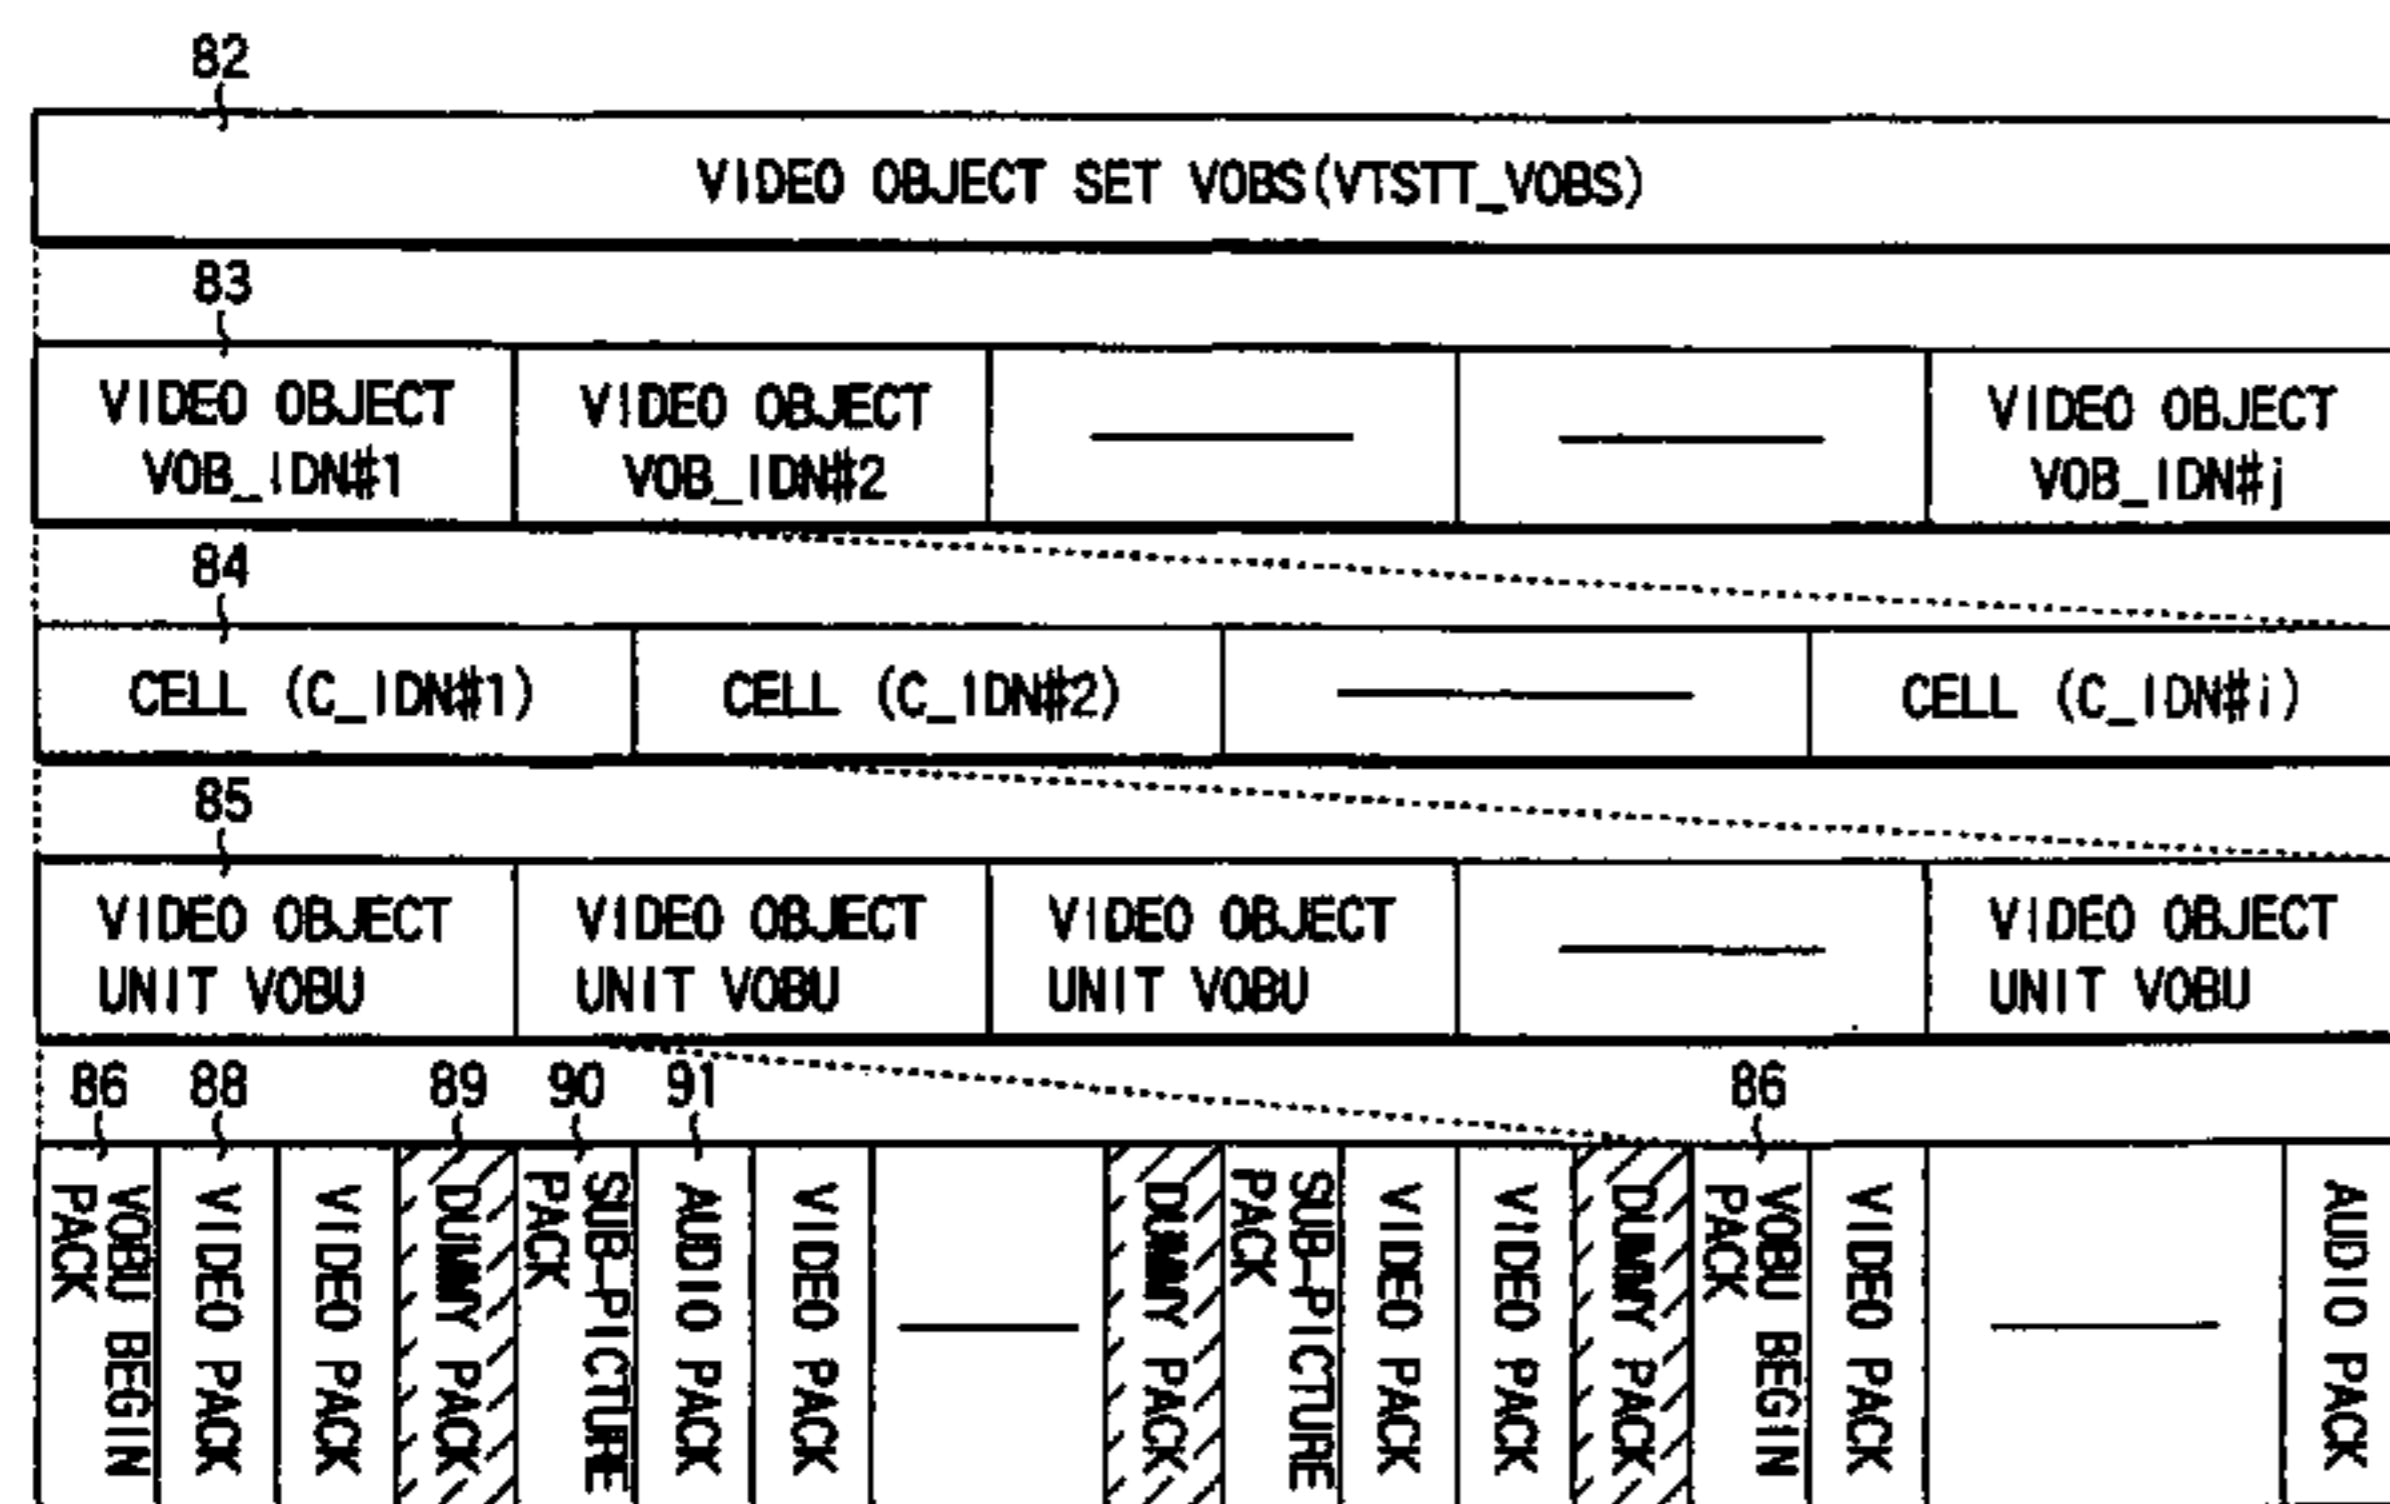 82
VIDEO OBJECT SET VOBS(VTSTT_VOBS)
83
VIDEO OBJECT
VOB_IDN#1
VIDEO OBJECT
VOB_IDN#2
VIDEO OBJECT
VOB_IDN#j
84
CELL (C_IDN#1)
CELL (C_IDN#2)
CELL (C_IDN#i)
85
VIDEO OBJECT
UNIT VOBU
VIDEO OBJECT
UNIT VOBU
VIDEO OBJECT
UNIT VOBU
VIDEO OBJECT
UNIT VOBU
86
88
89
90
91
86
VOBU BEGIN
PACK
VIDEO PACK
VIDEO PACK
DUMMY PACK
SUB-PICTURE
PACK
AUDIO PACK
VIDEO PACK
DUMMY PACK
SUB-PICTURE
PACK
VIDEO PACK
VIDEO PACK
DUMMY PACK
VOBU BEGIN
PACK
VIDEO PACK
AUDIO PACK